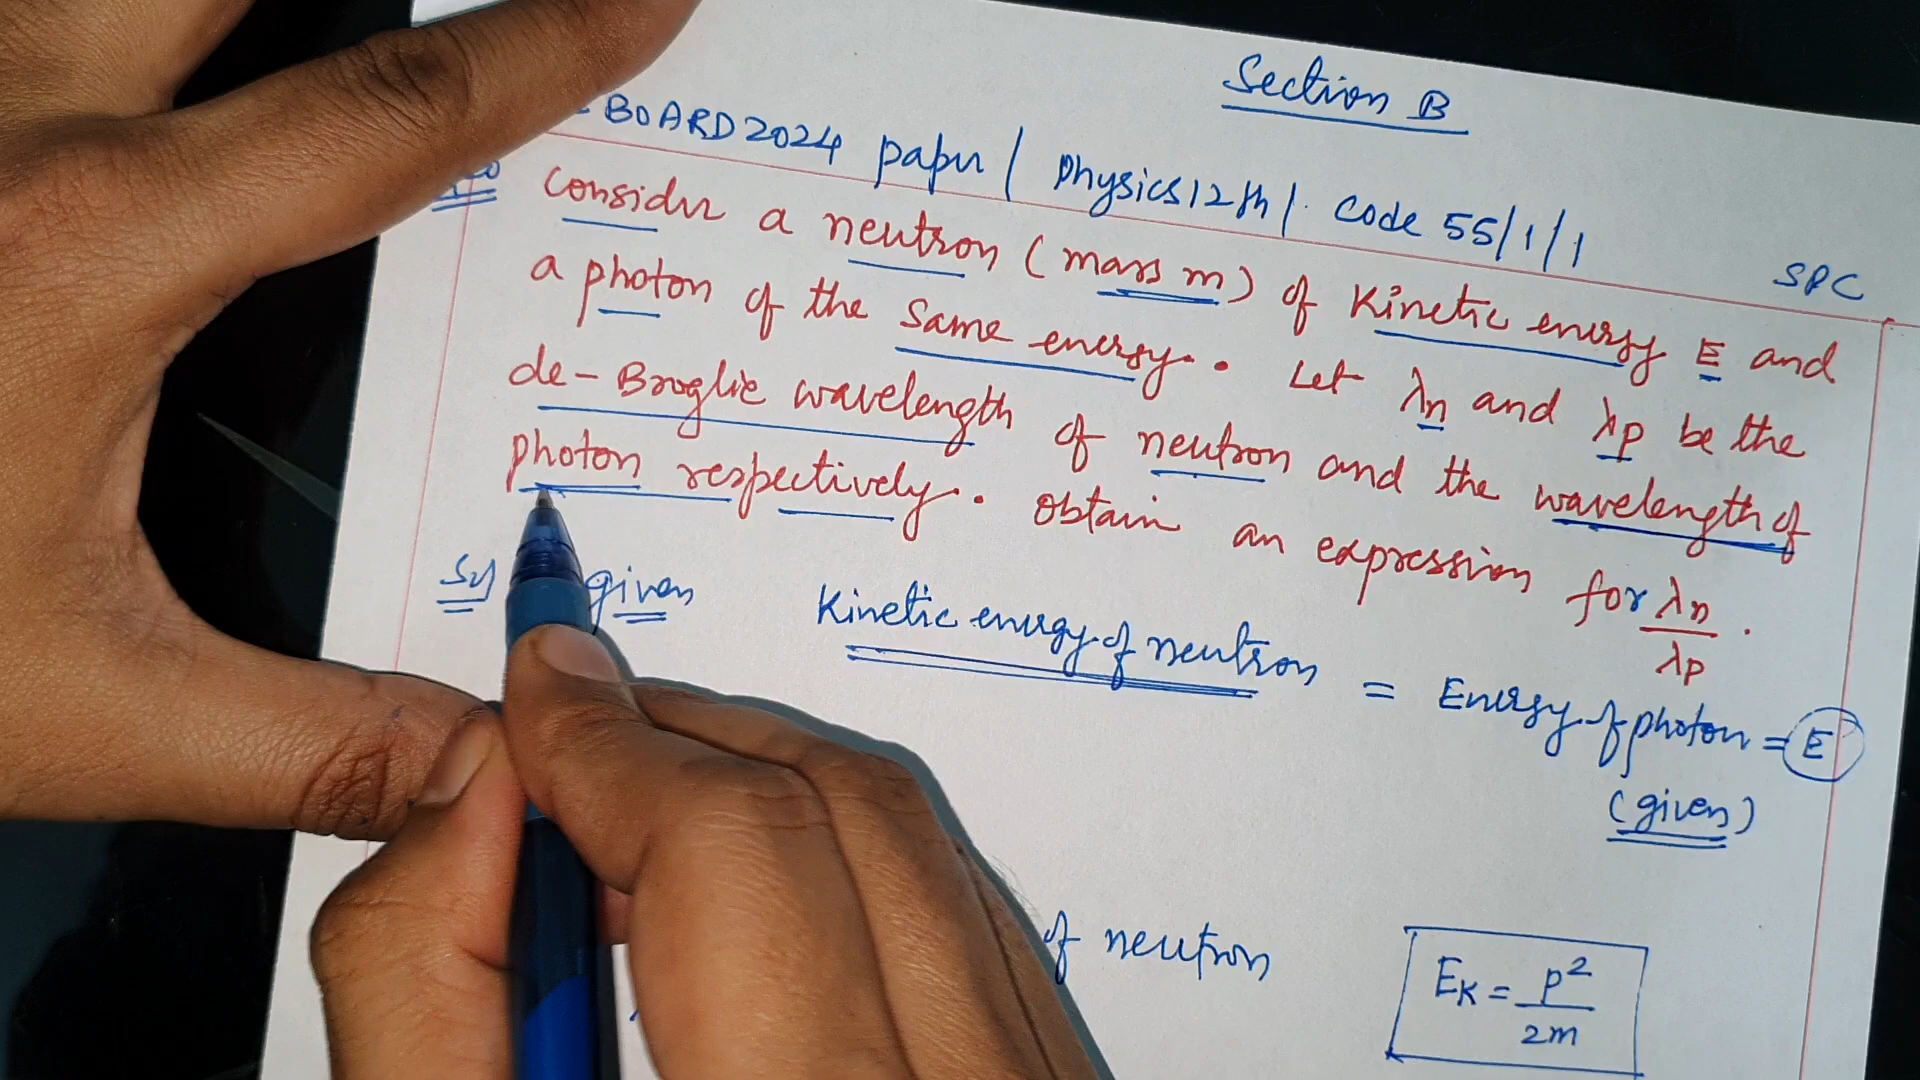 Section B
BOARD 2024 paper / Physics 12th / Code 55/1/1
SPC
Consider a neutron (mass m) of Kinetic energy E and
a photon of the same energy. Let λn and λp be the
de-Broglie wavelength of neutron and the wavelength of
photon respectively. Obtain an expression for λn/λp.
given Kinetic energy of neutron = Energy of photon = E
(given)
of neutron
EK = p²/2m